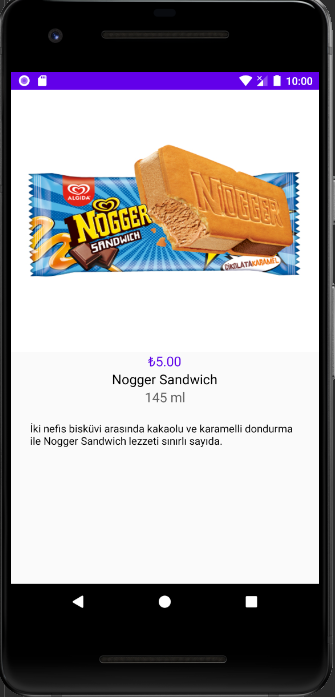 10:00
ALGIDA
NOGGER
SANDWICH
NOGGER
ÇİKOLATA KARAMEL
₺5.00
Nogger Sandwich
145 ml
İki nefis bisküvi arasında kakaolu ve karamelli dondurma
ile Nogger Sandwich lezzeti sınırlı sayıda.